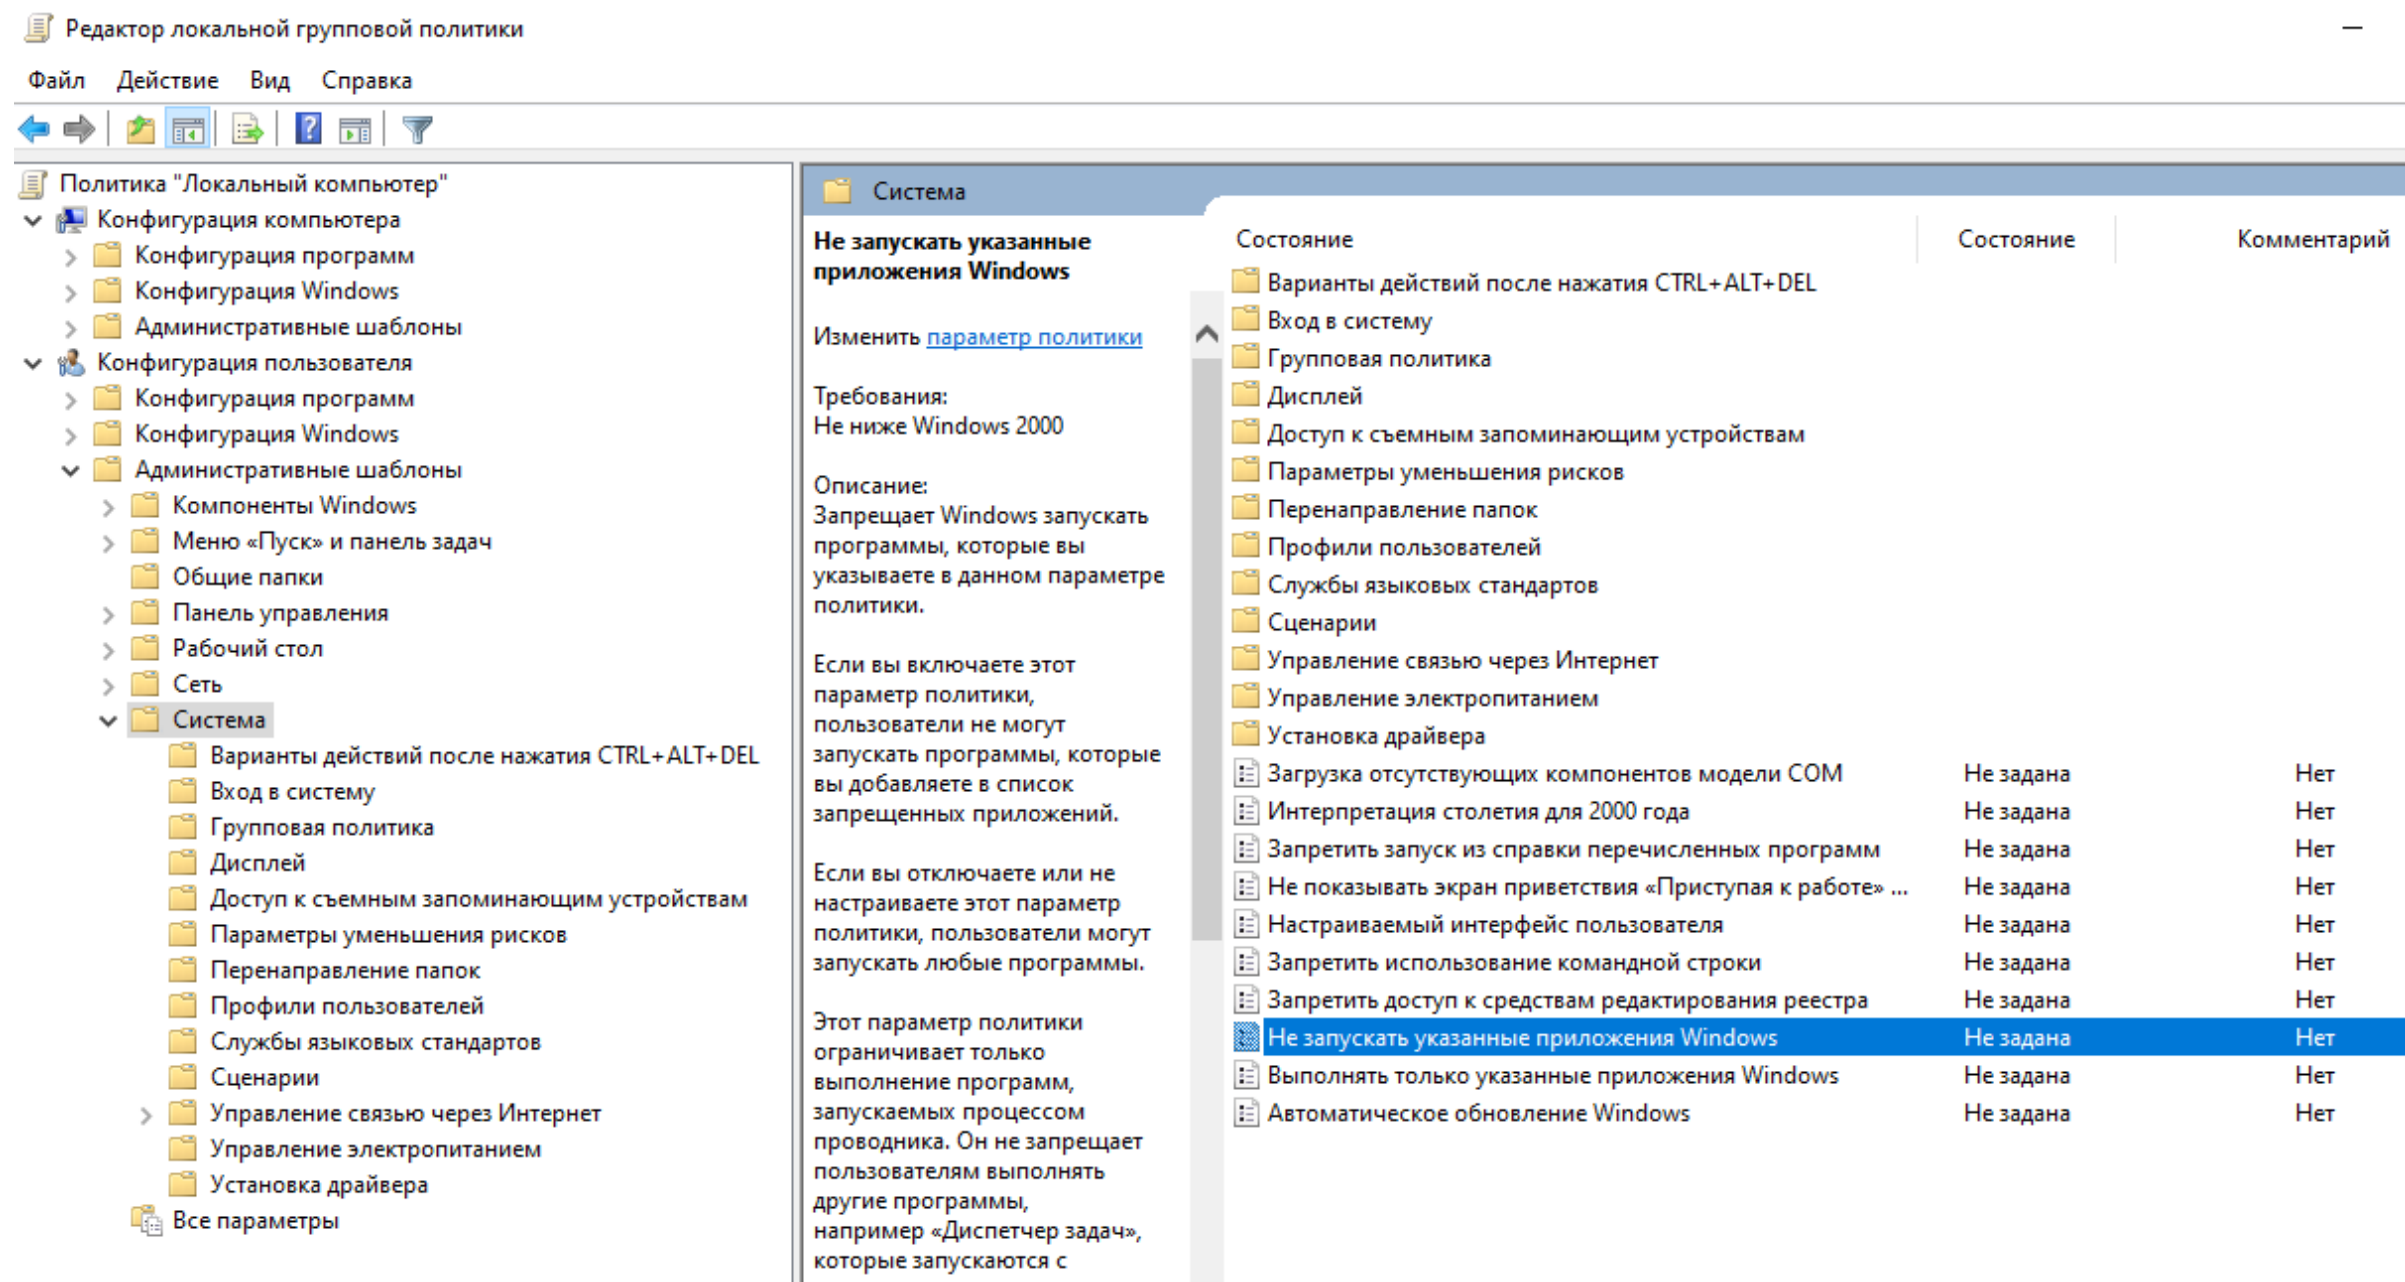 Редактор локальной групповой политики
Файл Действие Вид Справка
Политика "Локальный компьютер"
Конфигурация компьютера
Конфигурация программ
Конфигурация Windows
Административные шаблоны
Конфигурация пользователя
Конфигурация программ
Конфигурация Windows
Административные шаблоны
Компоненты Windows
Меню «Пуск» и панель задач
Общие папки
Панель управления
Рабочий стол
Сеть
Система
Варианты действий после нажатия CTRL+ALT+DEL
Вход в систему
Групповая политика
Дисплей
Доступ к съемным запоминающим устройствам
Параметры уменьшения рисков
Перенаправление папок
Профили пользователей
Службы языковых стандартов
Сценарии
Управление связью через Интернет
Управление электропитанием
Установка драйвера
Все параметры
Система
Не запускать указанные
приложения Windows
Изменить параметр политики
Требования:
Не ниже Windows 2000
Описание:
Запрещает Windows запускать
программы, которые вы
указываете в данном параметре
политики.
Если вы включаете этот
параметр политики,
пользователи не могут
запускать программы, которые
вы добавляете в список
запрещенных приложений.
Если вы отключаете или не
настраиваете этот параметр
политики, пользователи могут
запускать любые программы.
Этот параметр политики
ограничивает только
выполнение программ,
запускаемых процессом
проводника. Он не запрещает
пользователям выполнять
другие программы,
например «Диспетчер задач»,
которые запускаются с
Состояние Состояние Комментарий
Варианты действий после нажатия CTRL+ALT+DEL
Вход в систему
Групповая политика
Дисплей
Доступ к съемным запоминающим устройствам
Параметры уменьшения рисков
Перенаправление папок
Профили пользователей
Службы языковых стандартов
Сценарии
Управление связью через Интернет
Управление электропитанием
Установка драйвера
Загрузка отсутствующих компонентов модели COM Не задана Нет
Интерпретация столетия для 2000 года Не задана Нет
Запретить запуск из справки перечисленных программ Не задана Нет
Не показывать экран приветствия «Приступая к работе» ... Не задана Нет
Настраиваемый интерфейс пользователя Не задана Нет
Запретить использование командной строки Не задана Нет
Запретить доступ к средствам редактирования реестра Не задана Нет
Не запускать указанные приложения Windows Не задана Нет
Выполнять только указанные приложения Windows Не задана Нет
Автоматическое обновление Windows Не задана Нет